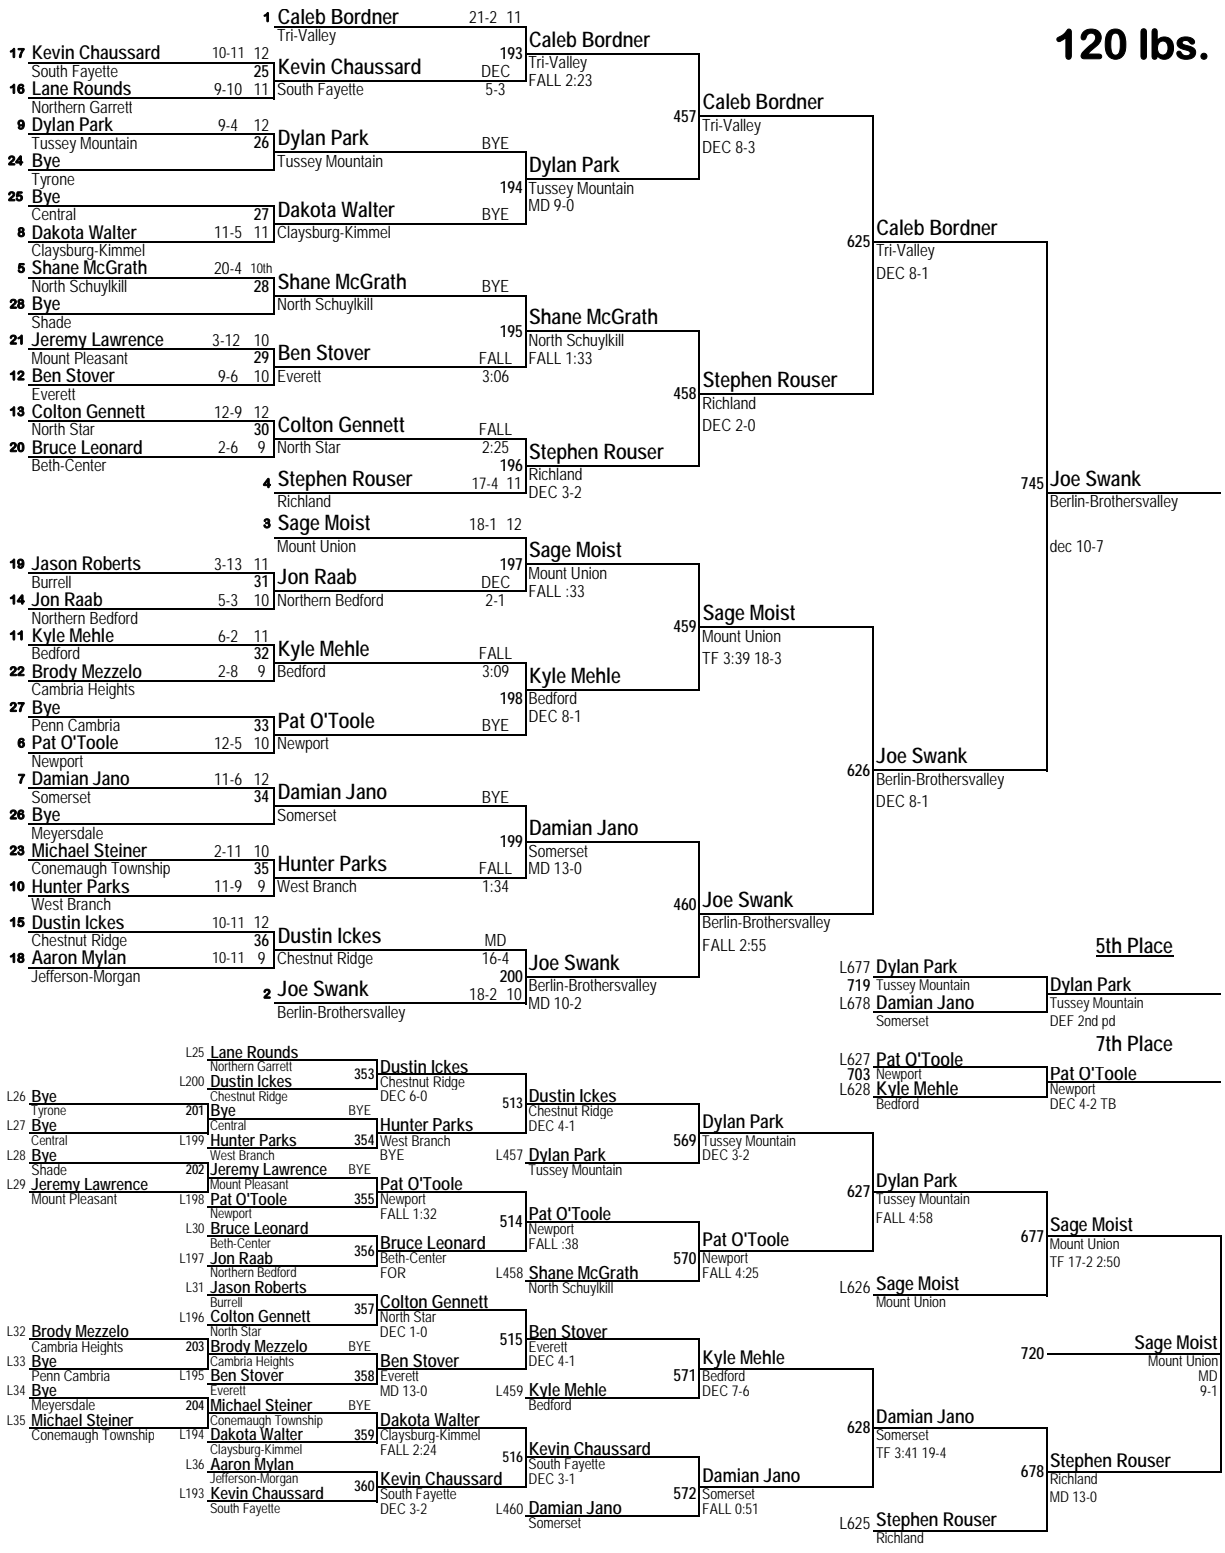 120 lbs.
1 Caleb Bordner 21-2 11
Tri-Valley
17 Kevin Chaussard 10-11 12
South Fayette
25
16 Lane Rounds 9-10 11
Northern Garrett
Kevin Chaussard DEC
South Fayette 5-3
193
Caleb Bordner
Tri-Valley
FALL 2:23
9 Dylan Park 9-4 12
Tussey Mountain
26
24 Bye
Tyrone
Dylan Park BYE
Tussey Mountain
25 Bye
Central
27
8 Dakota Walter 11-5 11
Claysburg-Kimmel
Dakota Walter BYE
Claysburg-Kimmel
194
Dylan Park
Tussey Mountain
MD 9-0
457
Caleb Bordner
Tri-Valley
DEC 8-3
5 Shane McGrath 20-4 10th
North Schuylkill
28
28 Bye
Shade
Shane McGrath BYE
North Schuylkill
21 Jeremy Lawrence 3-12 10
Mount Pleasant
29
12 Ben Stover 9-6 10
Everett
Ben Stover FALL
Everett 3:06
195
Shane McGrath
North Schuylkill
FALL 1:33
13 Colton Gennett 12-9 12
North Star
30
20 Bruce Leonard 2-6 9
Beth-Center
Colton Gennett FALL
North Star 2:25
196
4 Stephen Rouser 17-4 11
Richland
Stephen Rouser
Richland
DEC 3-2
458
Stephen Rouser
Richland
DEC 2-0
625
Caleb Bordner
Tri-Valley
DEC 8-1
745
Joe Swank
Berlin-Brothersvalley
dec 10-7
3 Sage Moist 18-1 12
Mount Union
19 Jason Roberts 3-13 11
Burrell
31
14 Jon Raab 5-3 10
Northern Bedford
Jon Raab DEC
Northern Bedford 2-1
197
Sage Moist
Mount Union
FALL :33
11 Kyle Mehle 6-2 11
Bedford
32
22 Brody Mezzelo 2-8 9
Cambria Heights
Kyle Mehle FALL
Bedford 3:09
27 Bye
Penn Cambria
33
6 Pat O'Toole 12-5 10
Newport
Pat O'Toole BYE
Newport
198
Kyle Mehle
Bedford
DEC 8-1
459
Sage Moist
Mount Union
TF 3:39 18-3
7 Damian Jano 11-6 12
Somerset
34
26 Bye
Meyersdale
Damian Jano BYE
Somerset
23 Michael Steiner 2-11 10
Conemaugh Township
35
10 Hunter Parks 11-9 9
West Branch
Hunter Parks FALL
West Branch 1:34
199
Damian Jano
Somerset
MD 13-0
15 Dustin Ickes 10-11 12
Chestnut Ridge
36
18 Aaron Mylan 10-11 9
Jefferson-Morgan
Dustin Ickes MD
Chestnut Ridge 16-4
200
2 Joe Swank 18-2 10
Berlin-Brothersvalley
Joe Swank
Berlin-Brothersvalley
MD 10-2
460
Joe Swank
Berlin-Brothersvalley
FALL 2:55
626
Joe Swank
Berlin-Brothersvalley
DEC 8-1
5th Place
L677 Dylan Park
719 Tussey Mountain
L678 Damian Jano
Somerset
Dylan Park
Tussey Mountain
DEF 2nd pd
7th Place
L627 Pat O'Toole
703 Newport
L628 Kyle Mehle
Bedford
Pat O'Toole
Newport
DEC 4-2 TB
L25 Lane Rounds
Northern Garrett
353
L200 Dustin Ickes
Chestnut Ridge
Dustin Ickes
Chestnut Ridge
DEC 6-0
L26 Bye
Tyrone
201
L27 Bye
Central
Bye BYE
Central
L199 Hunter Parks 354
West Branch
Hunter Parks
West Branch
BYE
513
Dustin Ickes
Chestnut Ridge
DEC 4-1
L457 Dylan Park
Tussey Mountain
569
Dylan Park
Tussey Mountain
DEC 3-2
L28 Bye
Shade
202
L29 Jeremy Lawrence
Mount Pleasant
Jeremy Lawrence BYE
Mount Pleasant
L198 Pat O'Toole 355
Newport
Pat O'Toole
Newport
FALL 1:32
L30 Bruce Leonard
Beth-Center
356
L197 Jon Raab
Northern Bedford
Bruce Leonard
Beth-Center
FOR
514
Pat O'Toole
Newport
FALL :38
L458 Shane McGrath
North Schuylkill
570
Pat O'Toole
Newport
FALL 4:25
627
Dylan Park
Tussey Mountain
FALL 4:58
L626 Sage Moist
Mount Union
677
Sage Moist
Mount Union
TF 17-2 2:50
L31 Jason Roberts
Burrell
357
L196 Colton Gennett
North Star
Colton Gennett
North Star
DEC 1-0
L32 Brody Mezzelo
Cambria Heights
203
L33 Bye
Penn Cambria
Brody Mezzelo BYE
Cambria Heights
L195 Ben Stover 358
Everett
Ben Stover
Everett
MD 13-0
515
Ben Stover
Everett
DEC 4-1
L459 Kyle Mehle
Bedford
571
Kyle Mehle
Bedford
DEC 7-6
720
Sage Moist
Mount Union
MD
9-1
L34 Bye
Meyersdale
204
L35 Michael Steiner
Conemaugh Township
Michael Steiner BYE
Conemaugh Township
L194 Dakota Walter 359
Claysburg-Kimmel
Dakota Walter
Claysburg-Kimmel
FALL 2:24
L36 Aaron Mylan
Jefferson-Morgan
360
L193 Kevin Chaussard
South Fayette
Kevin Chaussard
South Fayette
DEC 3-2
516
Kevin Chaussard
South Fayette
DEC 3-1
L460 Damian Jano
Somerset
572
Damian Jano
Somerset
FALL 0:51
628
Damian Jano
Somerset
TF 3:41 19-4
L625 Stephen Rouser
Richland
678
Stephen Rouser
Richland
MD 13-0